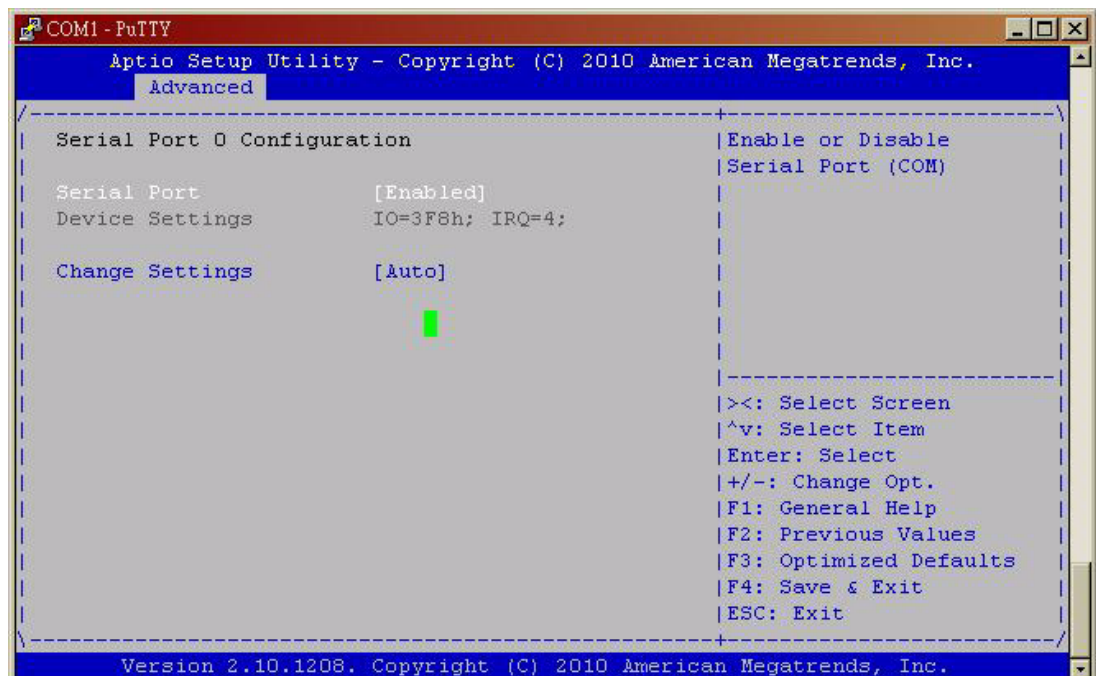 COM1 - PuTTY
Aptio Setup Utility - Copyright (C) 2010 American Megatrends, Inc.
Advanced
Serial Port 0 Configuration
Enable or Disable
Serial Port (COM)
Serial Port [Enabled]
Device Settings IO=3F8h; IRQ=4;
Change Settings [Auto]
><: Select Screen
^v: Select Item
Enter: Select
+/-: Change Opt.
F1: General Help
F2: Previous Values
F3: Optimized Defaults
F4: Save & Exit
ESC: Exit
Version 2.10.1208. Copyright (C) 2010 American Megatrends, Inc.